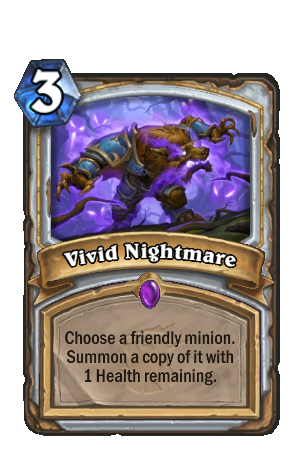 3
Vivid Nightmare
Choose a friendly minion.
Summon a copy of it with
1 Health remaining.